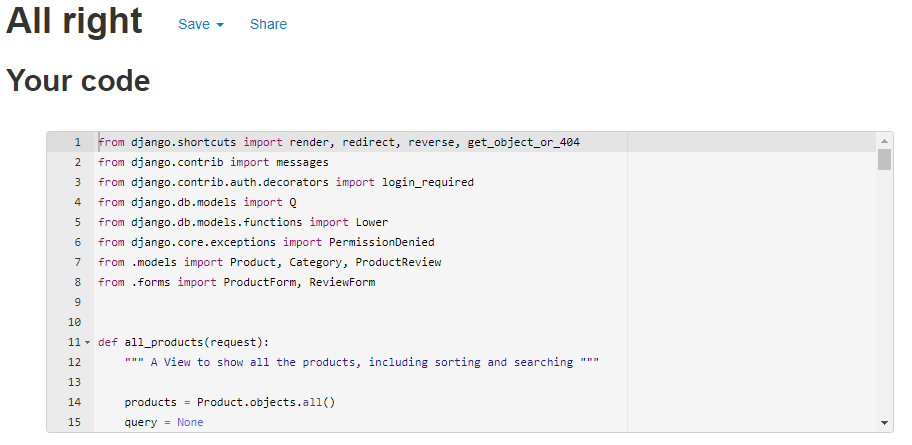 All right Save Share
Your code
1 from django.shortcuts import render, redirect, reverse, get_object_or_404
2 from django.contrib import messages
3 from django.contrib.auth.decorators import login_required
4 from django.db.models import Q
5 from django.db.models.functions import Lower
6 from django.core.exceptions import PermissionDenied
7 from .models import Product, Category, ProductReview
8 from .forms import ProductForm, ReviewForm
9
10
11 def all_products(request):
12     """ A View to show all the products, including sorting and searching """
13
14     products = Product.objects.all()
15     query = None